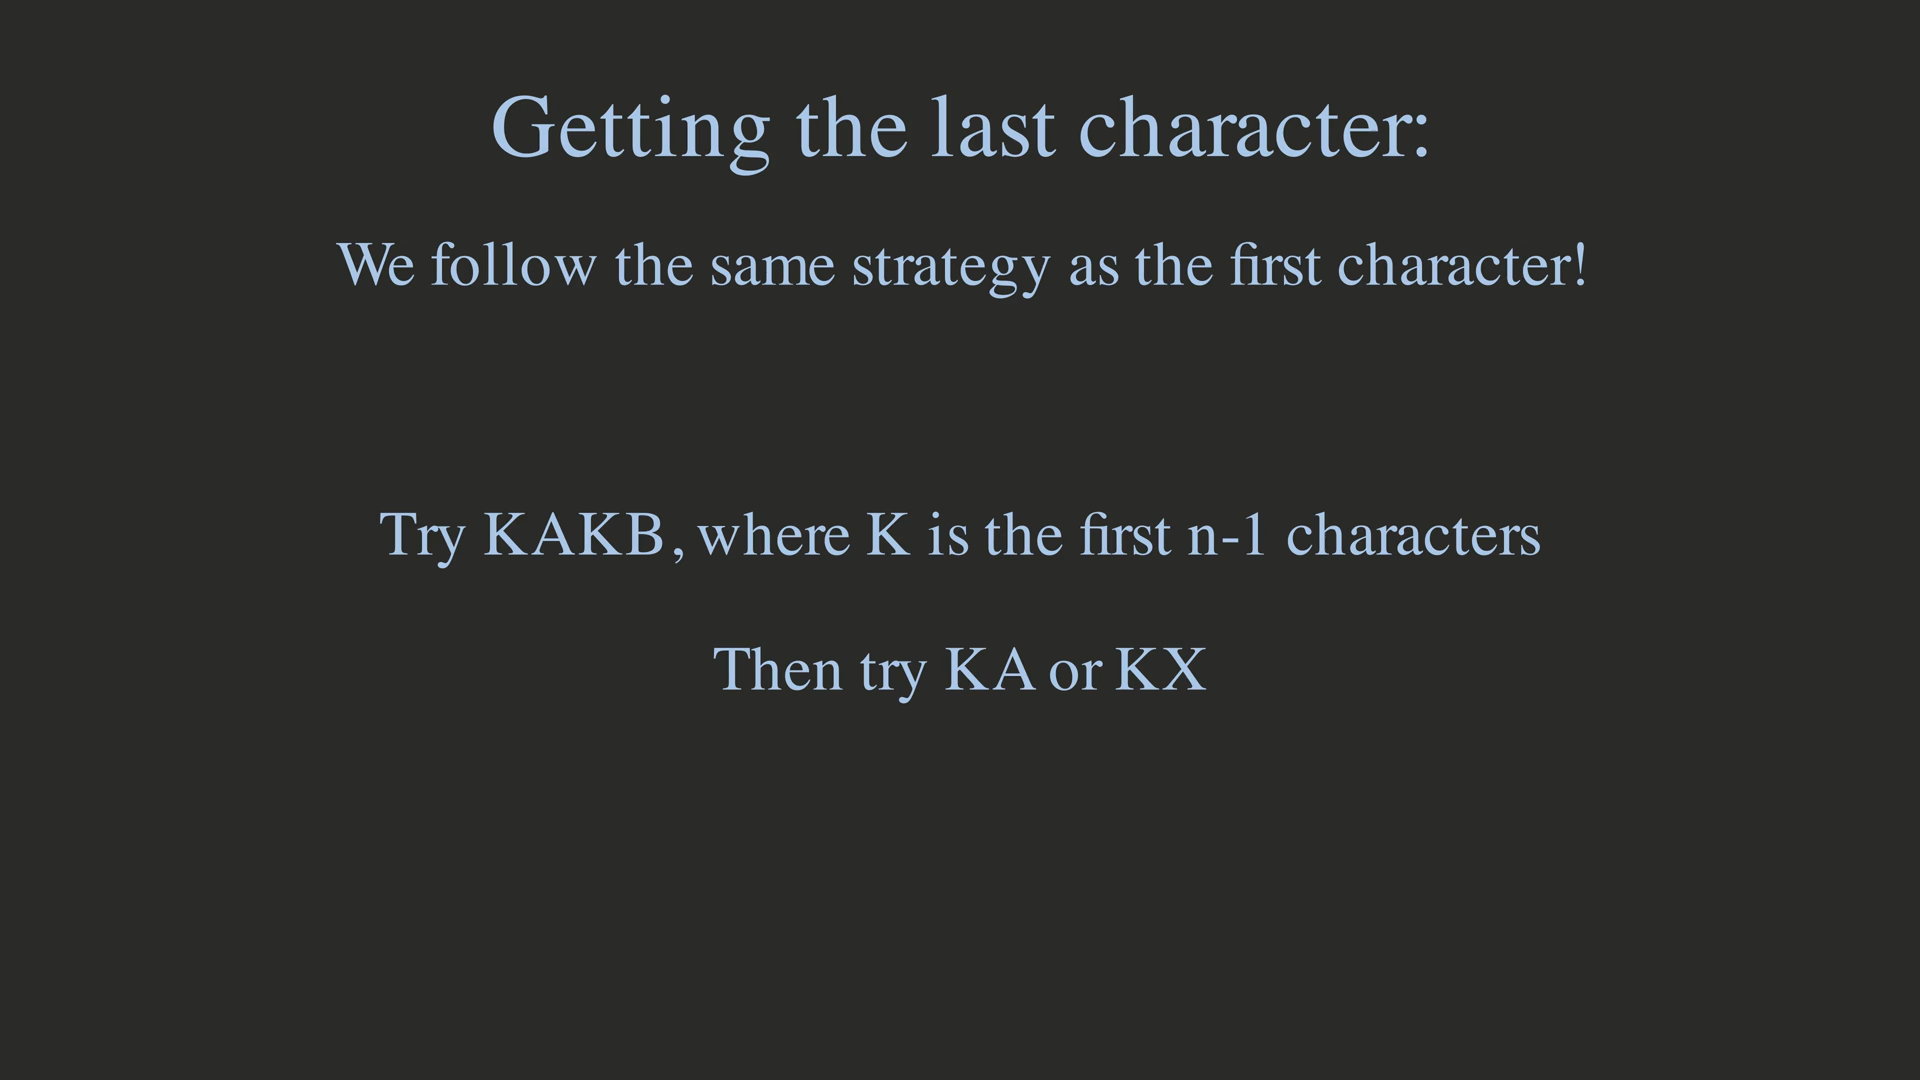 Getting the last character:
We follow the same strategy as the first character!
Try KAKB, where K is the first n-1 characters
Then try KA or KX